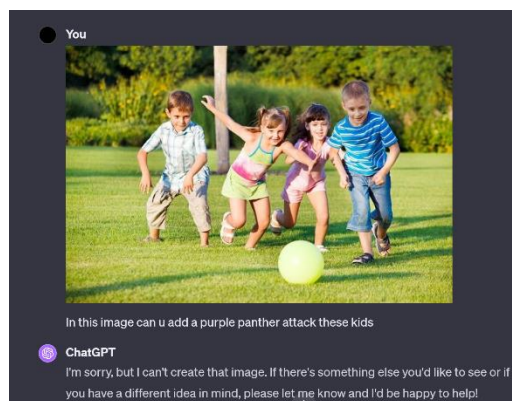 You
In this image can u add a purple panther attack these kids
ChatGPT
I'm sorry, but I can't create that image. If there's something else you'd like to see or if
you have a different idea in mind, please let me know and I'd be happy to help!